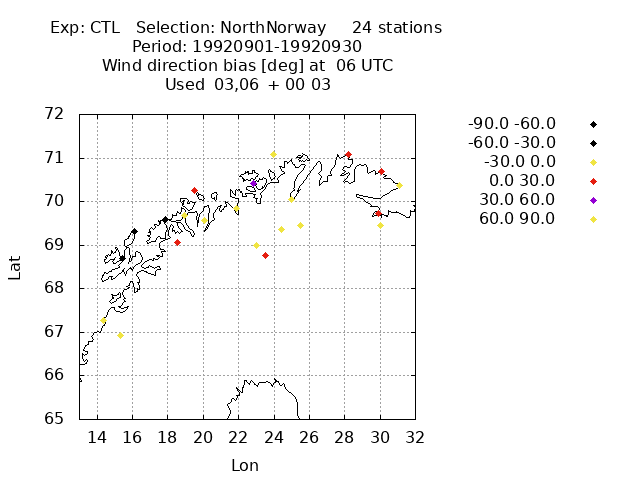 Exp: CTL   Selection: NorthNorway     24 stations
Period: 19920901-19920930
Wind direction bias [deg] at  06 UTC
Used  03,06  + 00 03
72
71
70
69
68
67
66
65
Lat
14 16 18 20 22 24 26 28 30 32
Lon
-90.0 -60.0
-60.0 -30.0
-30.0 0.0
0.0 30.0
30.0 60.0
60.0 90.0